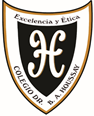 Excelencia y Ética
H
COLEGIO DR. B. A. HOUSSAY